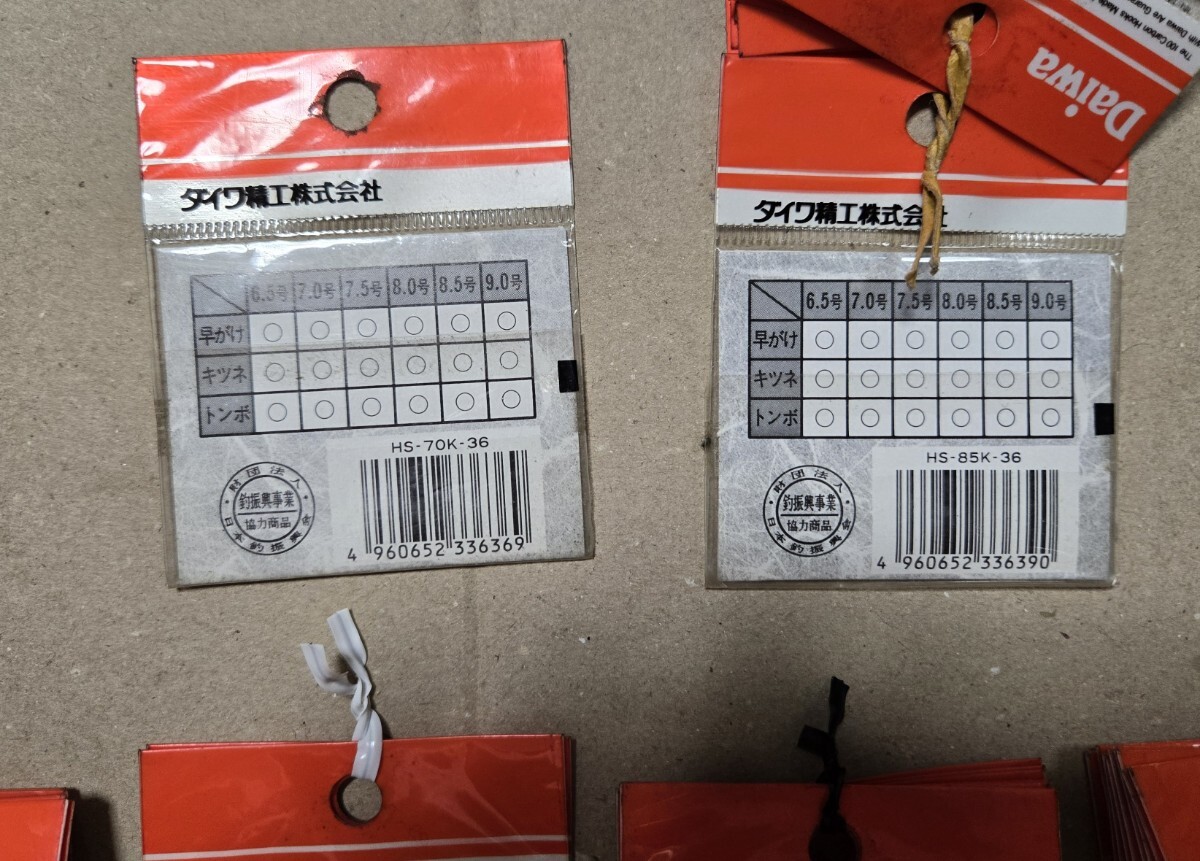 ダイワ精工株式会社
6.5号 7.0号 7.5号 8.0号 8.5号 9.0号
早がけ ○ ○ ○ ○ ○ ○
キツネ ○ ○ ○ ○ ○ ○
トンボ ○ ○ ○ ○ ○ ○
HS-70K-36
財団法人
釣振興事業
協力商品
日本釣振興会
4 960652 336369
Daiwa
ダイワ精工株式会社
6.5号 7.0号 7.5号 8.0号 8.5号 9.0号
早がけ ○ ○ ○ ○ ○ ○
キツネ ○ ○ ○ ○ ○ ○
トンボ ○ ○ ○ ○ ○ ○
HS-85K-36
財団法人
釣振興事業
協力商品
日本釣振興会
4 960652 336390